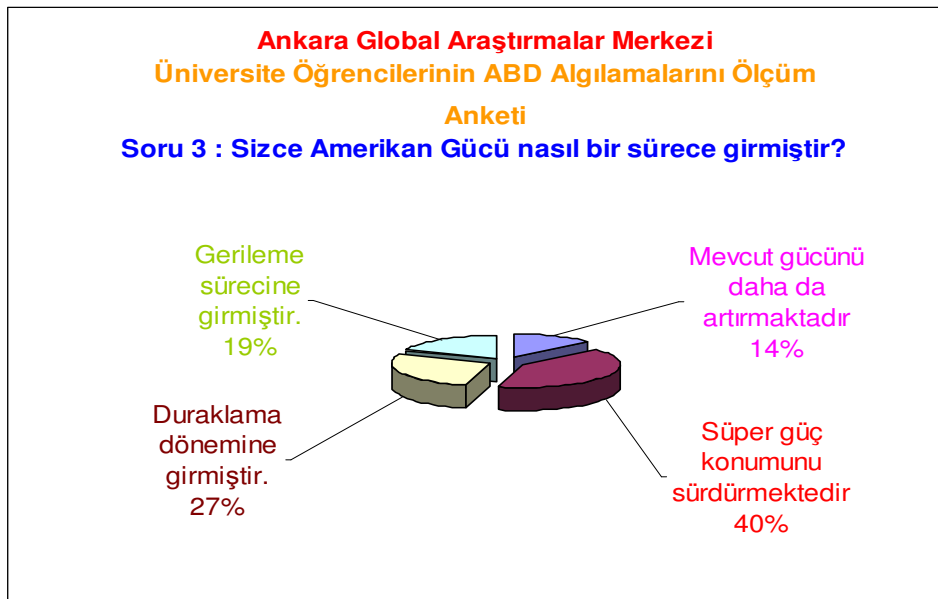 Ankara Global Araştırmalar Merkezi
Üniversite Öğrencilerinin ABD Algılamalarını Ölçüm
Anketi
Soru 3 : Sizce Amerikan Gücü nasıl bir sürece girmiştir?
Gerileme
sürecine
girmiştir.
19%
Mevcut gücünü
daha da
artırmaktadır
14%
Duraklama
dönemine
girmiştir.
27%
Süper güç
konumunu
sürdürmektedir
40%